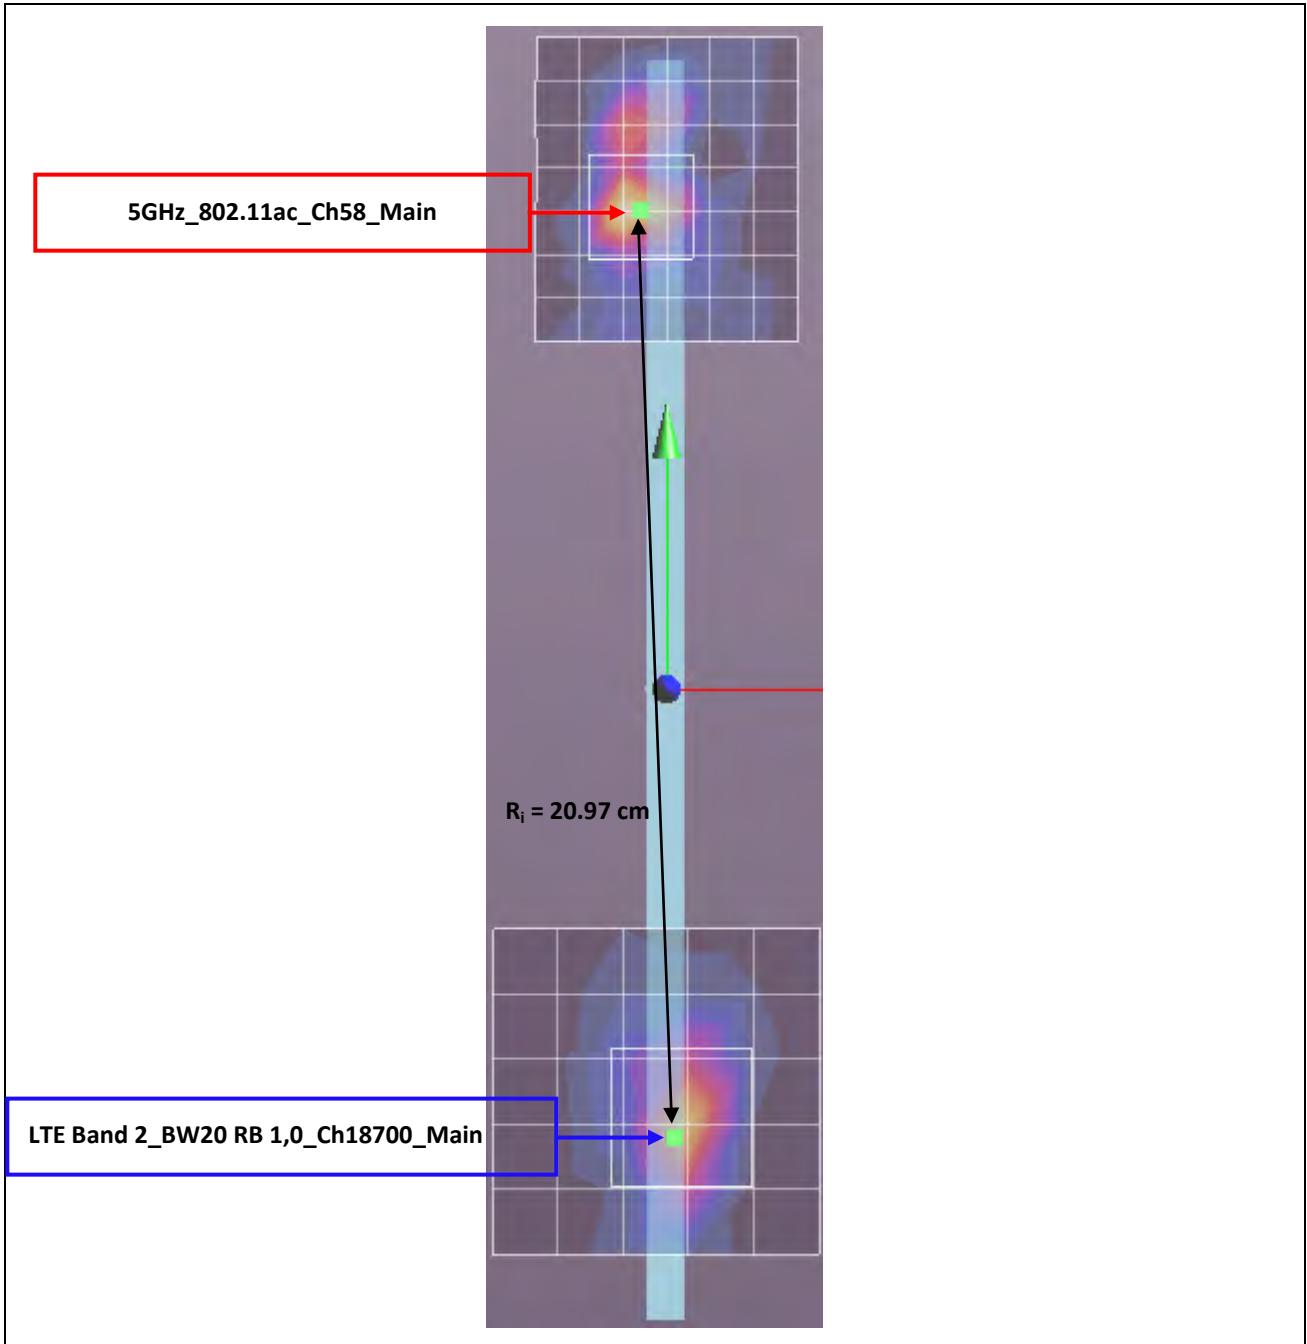 5GHz_802.11ac_Ch58_Main
Rᵢ = 20.97 cm
LTE Band 2_BW20 RB 1,0_Ch18700_Main